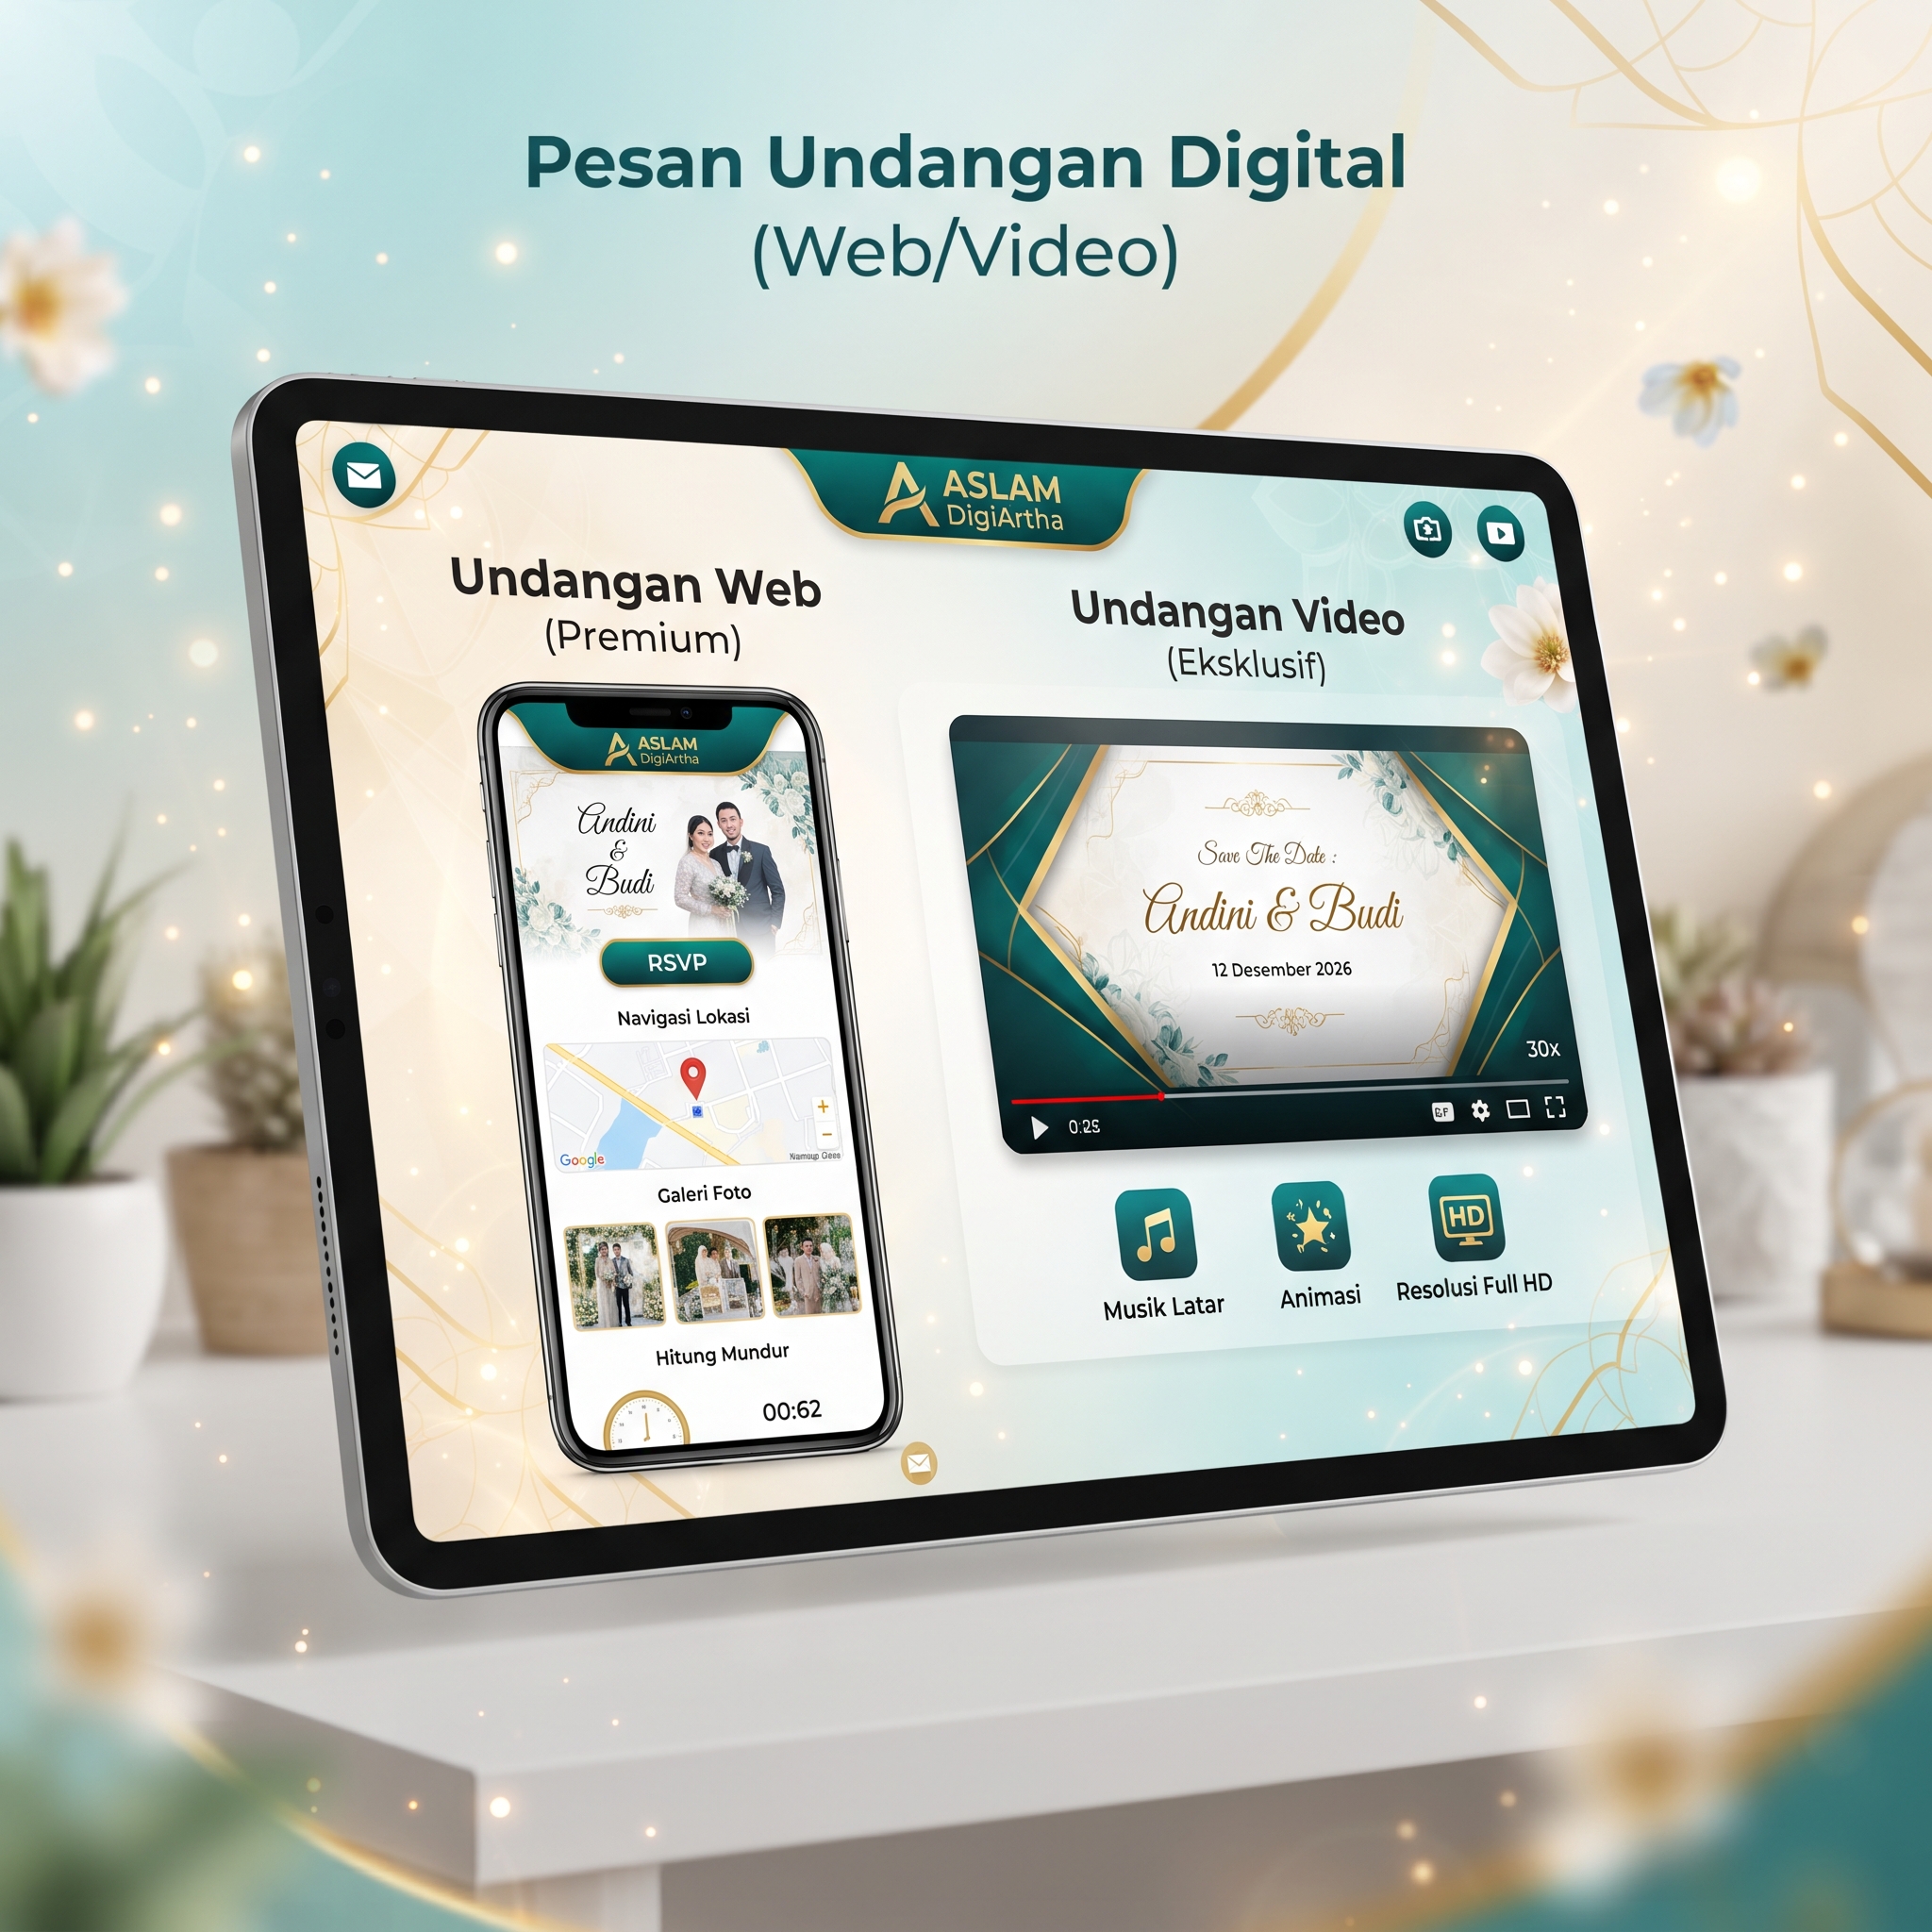 Pesan Undangan Digital
(Web/Video)
ASLAM
DigiArtha
Undangan Web
(Premium)
ASLAM
DigiArtha
Andini
&
Budi
RSVP
Navigasi Lokasi
+
−
Google
Galeri Foto
Hitung Mundur
00:62
Undangan Video
(Eksklusif)
Save The Date :
Andini & Budi
12 Desember 2026
30x
0:25
Musik Latar
Animasi
HD
Resolusi Full HD